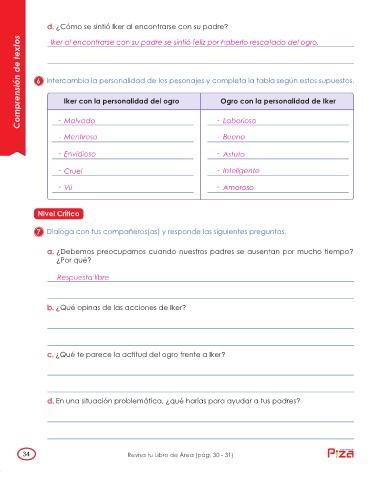 d. ¿Cómo se sintió Iker al encontrarse con su padre?
Iker al encontrarse con su padre se sintió feliz por haberlo rescatado del ogro.
Comprensión de textos
6 Intercambia la personalidad de los pesonajes y completa la tabla según estos supuestos.
Iker con la personalidad del ogro
Ogro con la personalidad de Iker
- Malvado
- Laborioso
- Mentiroso
- Bueno
- Envidioso
- Astuto
- Cruel
- Inteligente
- Vil
- Amoroso
Nivel Crítico
7 Dialoga con tus compañeros(as) y responde las siguientes preguntas.
a. ¿Debemos preocuparnos cuando nuestros padres se ausentan por mucho tiempo?
¿Por qué?
Respuesta libre
b. ¿Qué opinas de las acciones de Iker?
c. ¿Qué te parece la actitud del ogro frente a Iker?
d. En una situación problemática, ¿qué harías para ayudar a tus padres?
34
Revisa tu Libro de Área (pág. 30 - 31)